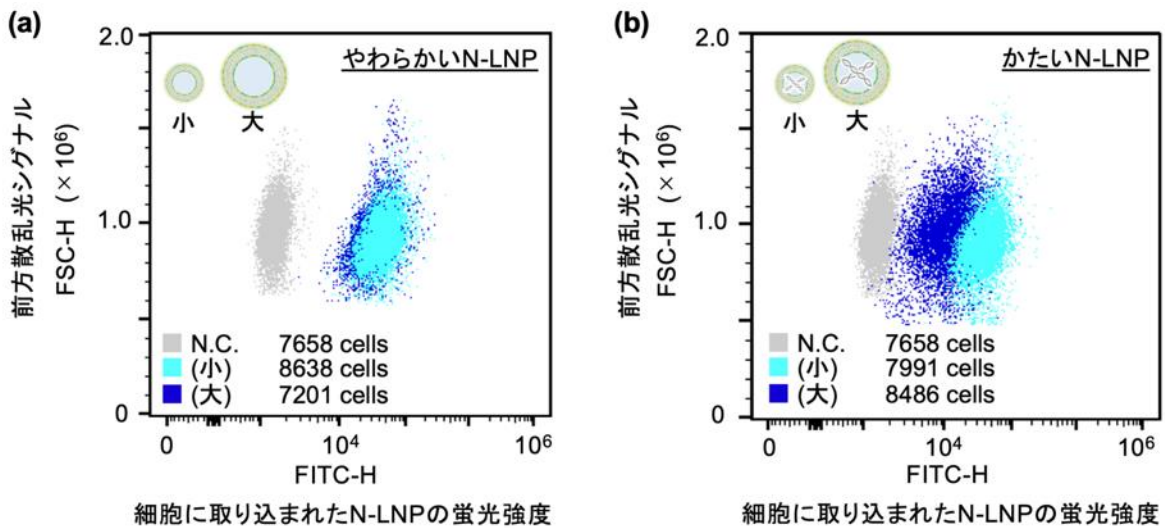 (a)
やわらかいN-LNP
小
大
2.0
1.0
0
前方散乱光シグナル
FSC-H (× 10⁶)
N.C. 7658 cells
(小) 8638 cells
(大) 7201 cells
0
10⁴
10⁶
FITC-H
細胞に取り込まれたN-LNPの蛍光強度
(b)
かたいN-LNP
小
大
2.0
1.0
0
前方散乱光シグナル
FSC-H (× 10⁶)
N.C. 7658 cells
(小) 7991 cells
(大) 8486 cells
0
10⁴
10⁶
FITC-H
細胞に取り込まれたN-LNPの蛍光強度